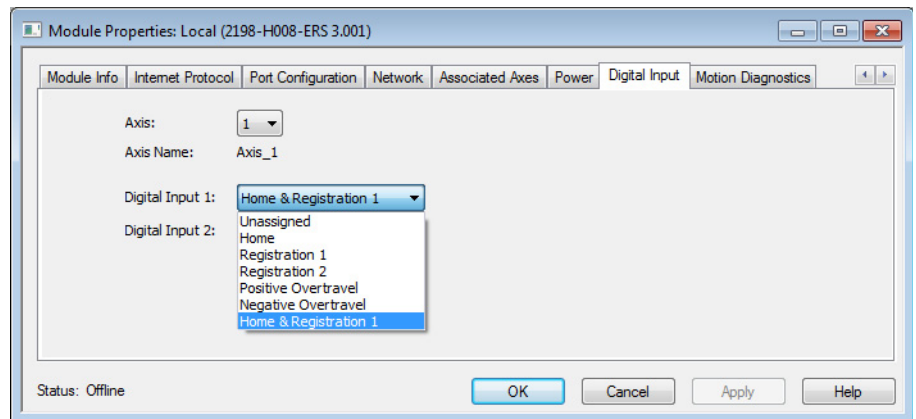 Module Properties: Local (2198-H008-ERS 3.001)
Module Info Internet Protocol Port Configuration Network Associated Axes Power Digital Input Motion Diagnostics
Axis: 1
Axis Name: Axis_1
Digital Input 1: Home & Registration 1
Digital Input 2:
Unassigned
Home
Registration 1
Registration 2
Positive Overtravel
Negative Overtravel
Home & Registration 1
Status: Offline OK Cancel Apply Help